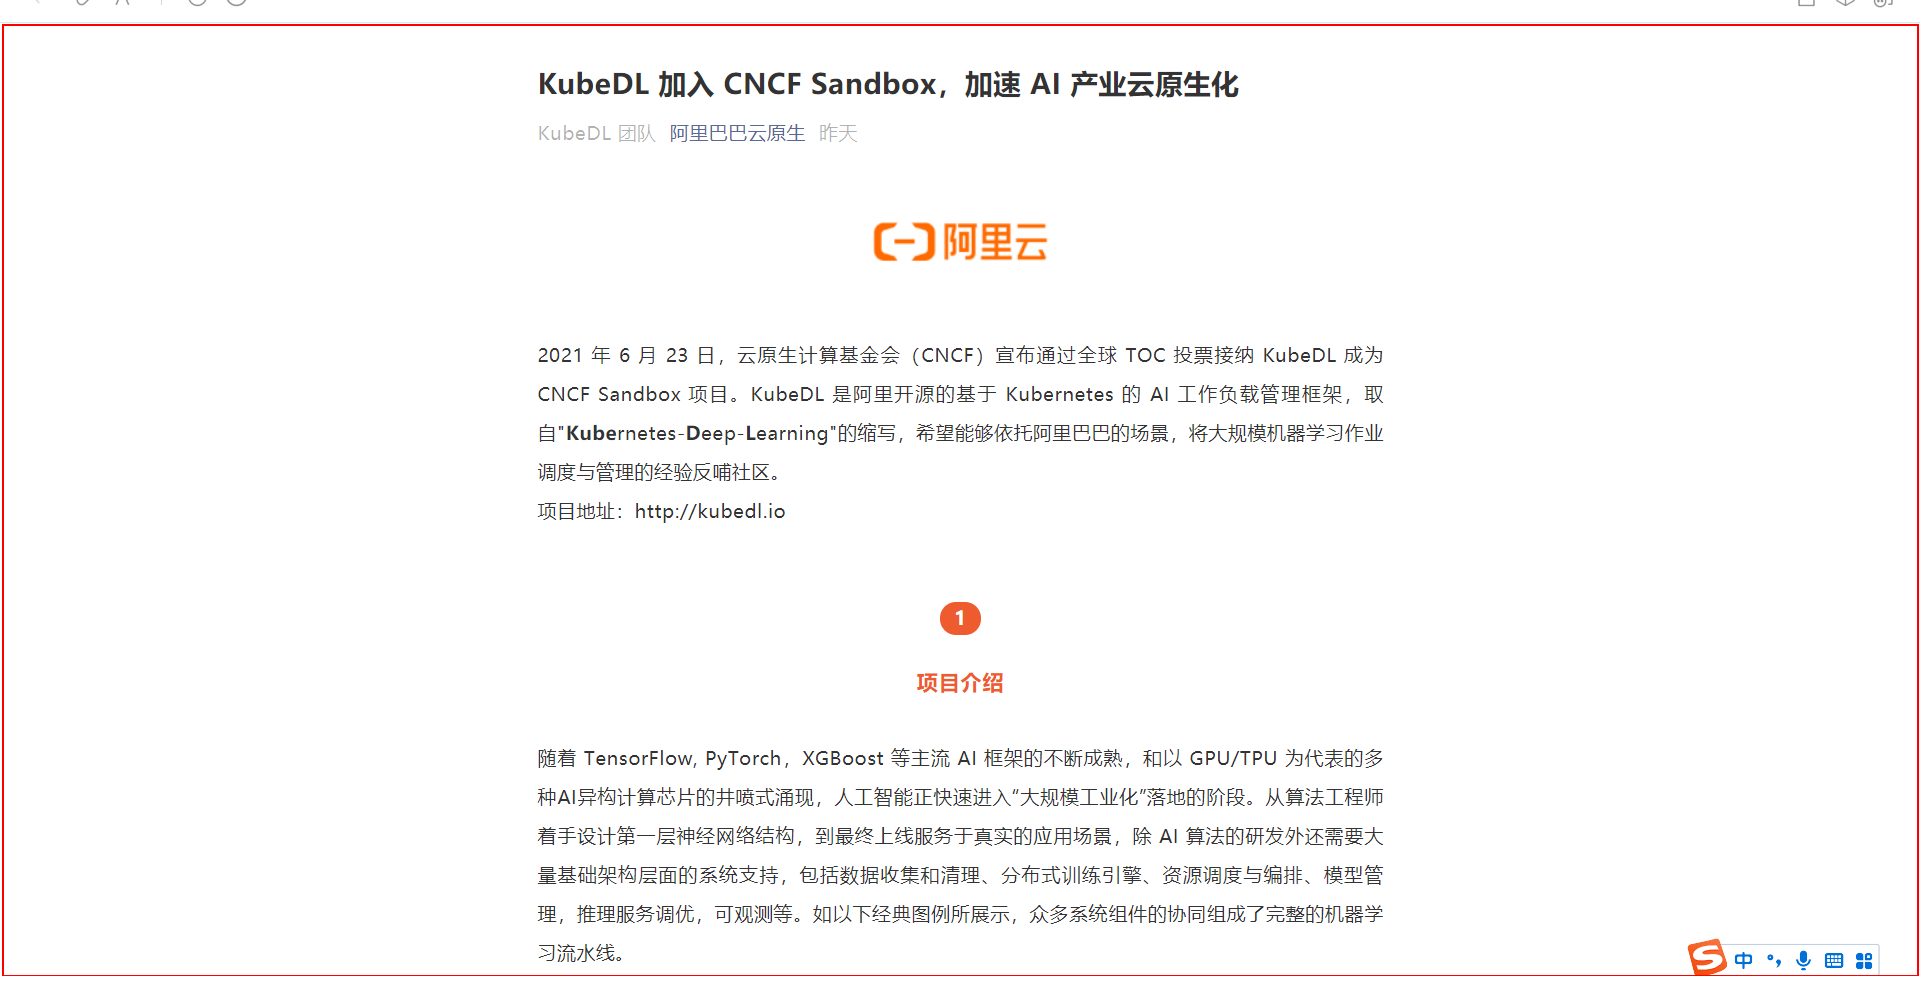 KubeDL 加入 CNCF Sandbox，加速 AI 产业云原生化
KubeDL 团队 阿里巴巴云原生 昨天
阿里云
2021 年 6 月 23 日，云原生计算基金会（CNCF）宣布通过全球 TOC 投票接纳 KubeDL 成为
CNCF Sandbox 项目。KubeDL 是阿里开源的基于 Kubernetes 的 AI 工作负载管理框架，取
自"Kubernetes-Deep-Learning"的缩写，希望能够依托阿里巴巴的场景，将大规模机器学习作业
调度与管理的经验反哺社区。
项目地址：http://kubedl.io
1
项目介绍
随着 TensorFlow, PyTorch，XGBoost 等主流 AI 框架的不断成熟，和以 GPU/TPU 为代表的多
种AI异构计算芯片的井喷式涌现，人工智能正快速进入“大规模工业化”落地的阶段。从算法工程师
着手设计第一层神经网络结构，到最终上线服务于真实的应用场景，除 AI 算法的研发外还需要大
量基础架构层面的系统支持，包括数据收集和清理、分布式训练引擎、资源调度与编排、模型管
理，推理服务调优，可观测等。如以下经典图例所展示，众多系统组件的协同组成了完整的机器学
习流水线。
S 中